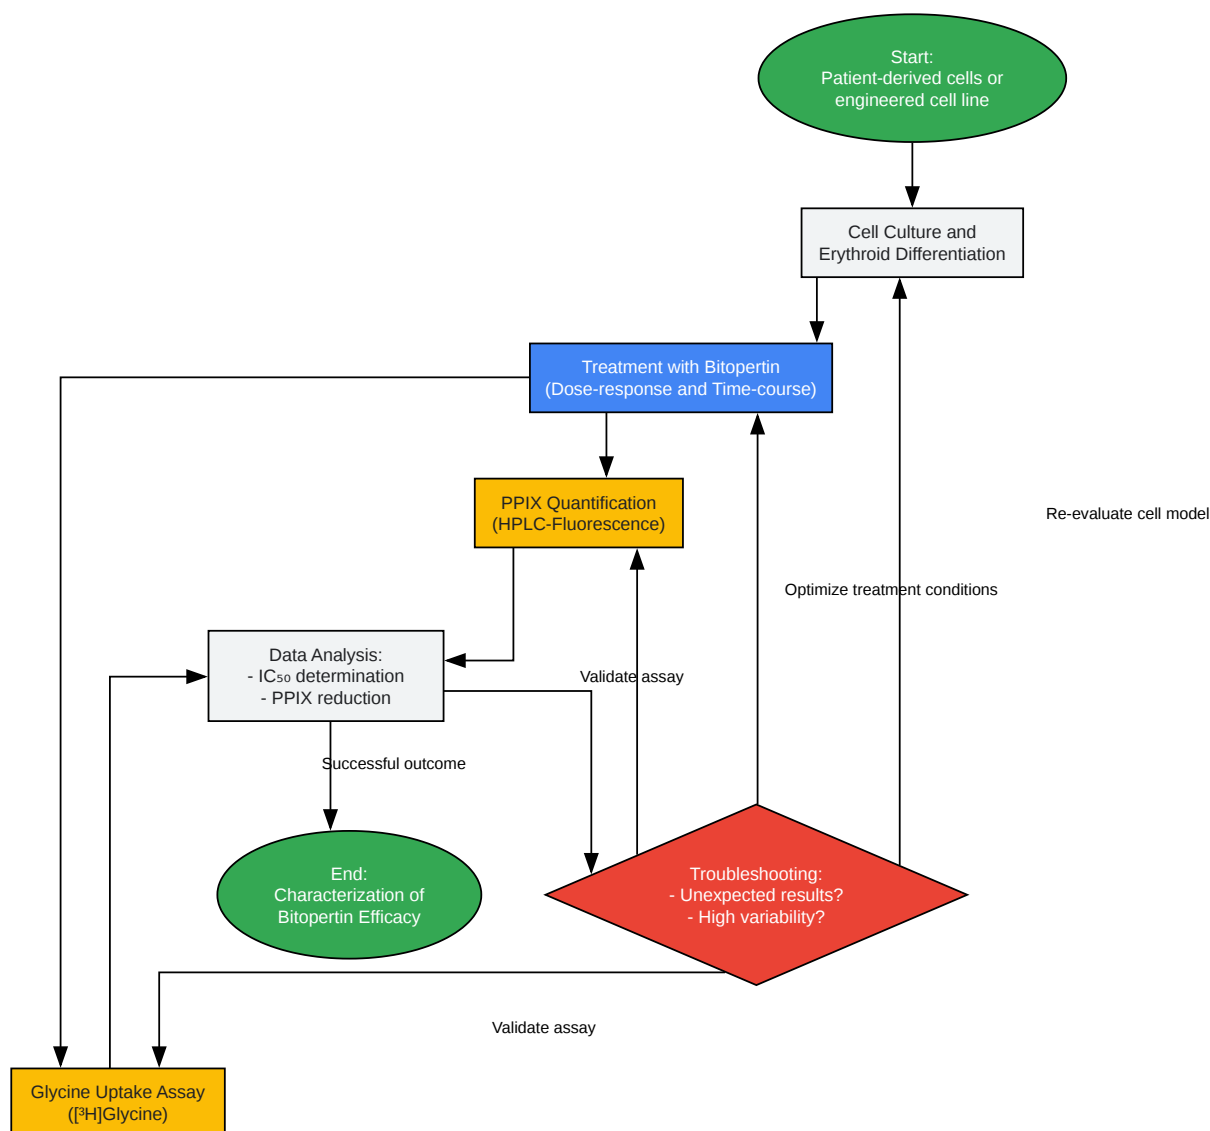 Start:
Patient-derived cells or
engineered cell line
Cell Culture and
Erythroid Differentiation
Treatment with Bitopertin
(Dose-response and Time-course)
PPIX Quantification
(HPLC-Fluorescence)
Re-evaluate cell model
Optimize treatment conditions
Validate assay
Data Analysis:
- IC₅₀ determination
- PPIX reduction
Successful outcome
End:
Characterization of
Bitopertin Efficacy
Troubleshooting:
- Unexpected results?
- High variability?
Validate assay
Glycine Uptake Assay
([³H]Glycine)